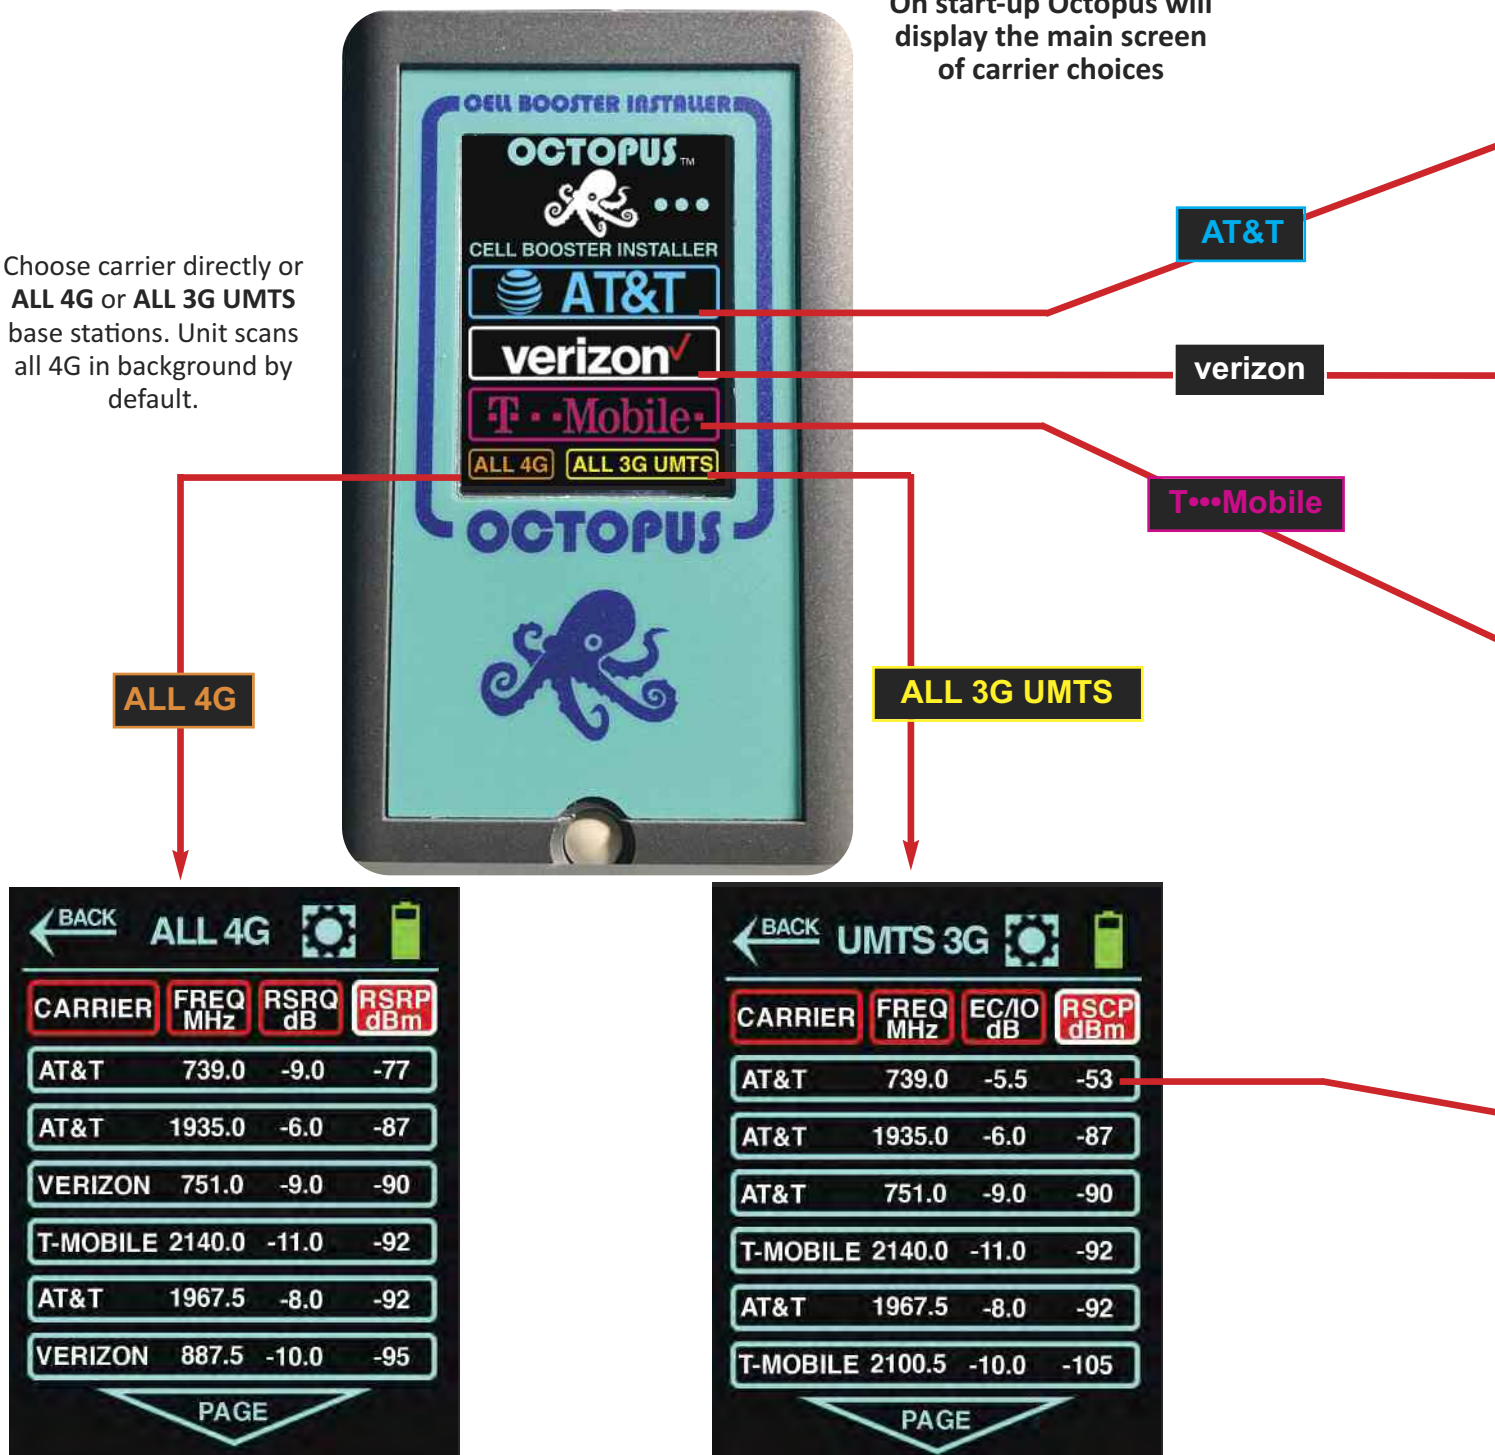 On start-up Octopus will
display the main screen
of carrier choices
CELL BOOSTER INSTALLER
OCTOPUS™
CELL BOOSTER INSTALLER
AT&T
verizon
T··Mobile·
ALL 4G ALL 3G UMTS
OCTOPUS
Choose carrier directly or
ALL 4G or ALL 3G UMTS
base stations. Unit scans
all 4G in background by
default.
AT&T
verizon
T•••Mobile
ALL 4G
ALL 3G UMTS
BACK ALL 4G
CARRIER FREQ MHz RSRQ dB RSRP dBm
AT&T 739.0 -9.0 -77
AT&T 1935.0 -6.0 -87
VERIZON 751.0 -9.0 -90
T-MOBILE 2140.0 -11.0 -92
AT&T 1967.5 -8.0 -92
VERIZON 887.5 -10.0 -95
PAGE
BACK UMTS 3G
CARRIER FREQ MHz EC/IO dB RSCP dBm
AT&T 739.0 -5.5 -53
AT&T 1935.0 -6.0 -87
AT&T 751.0 -9.0 -90
T-MOBILE 2140.0 -11.0 -92
AT&T 1967.5 -8.0 -92
T-MOBILE 2100.5 -10.0 -105
PAGE